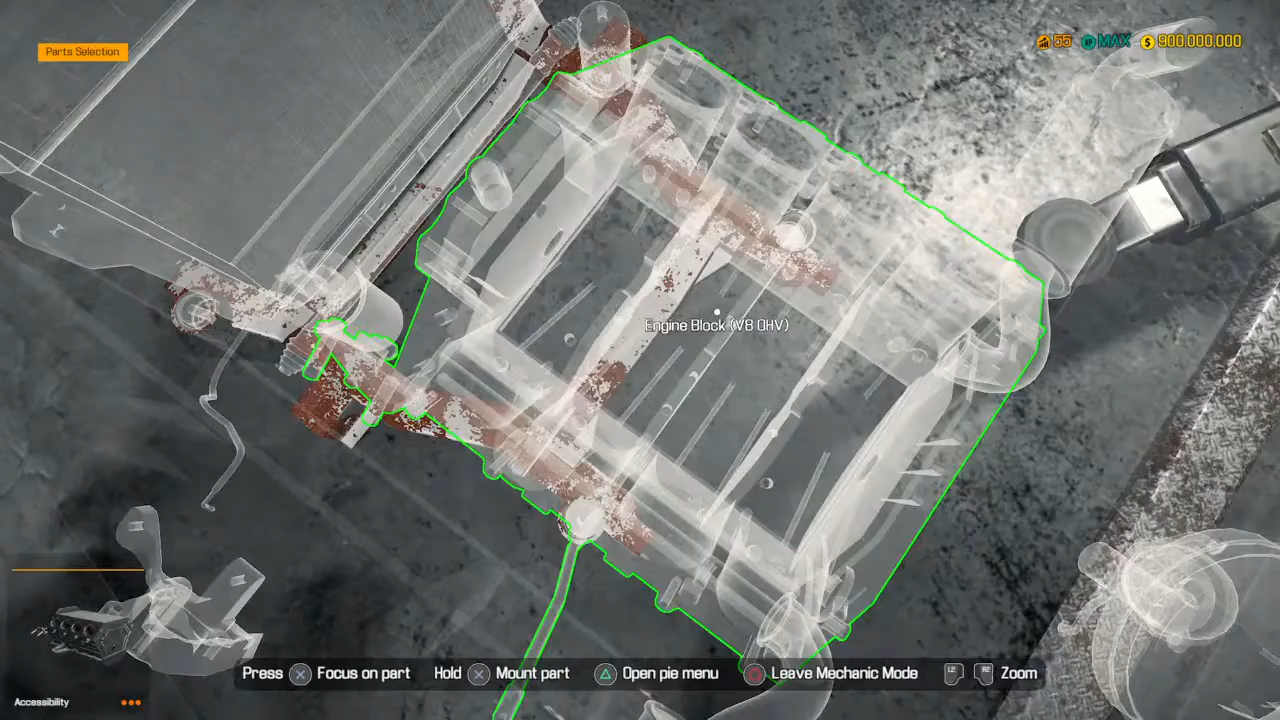 Parts Selection
55 XP MAX $ 900.000.000
Engine Block (V8 OHV)
Press Focus on part Hold Mount part Open pie menu Leave Mechanic Mode L2 R2 Zoom
Accessibility